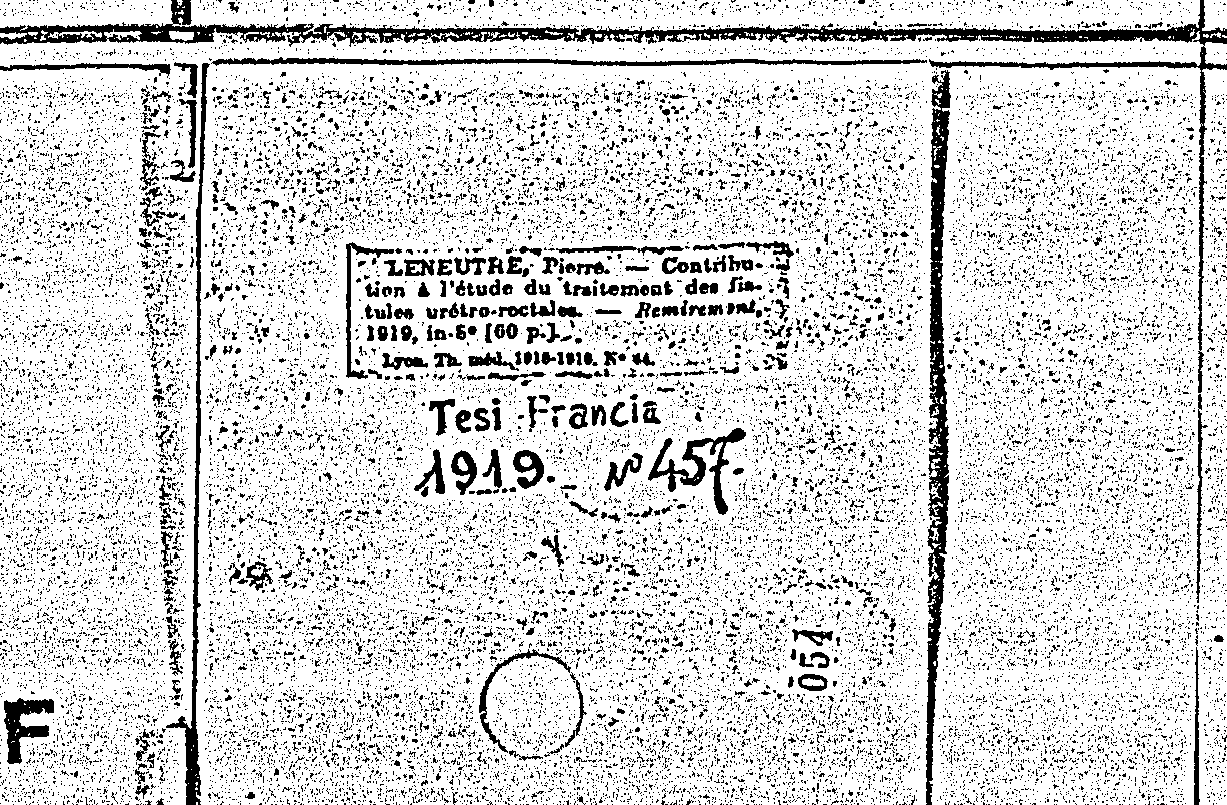 LENEUTRE, Pierre. — Contribu-
tion à l'étude du traitement des fis-
tules urétro-rectales. — Remiremont,
1919, in-8° [60 p.].
Lyon. Th. méd., 1918-1919. N° 44.
Tesi Francia
1919. N° 457.
054
F